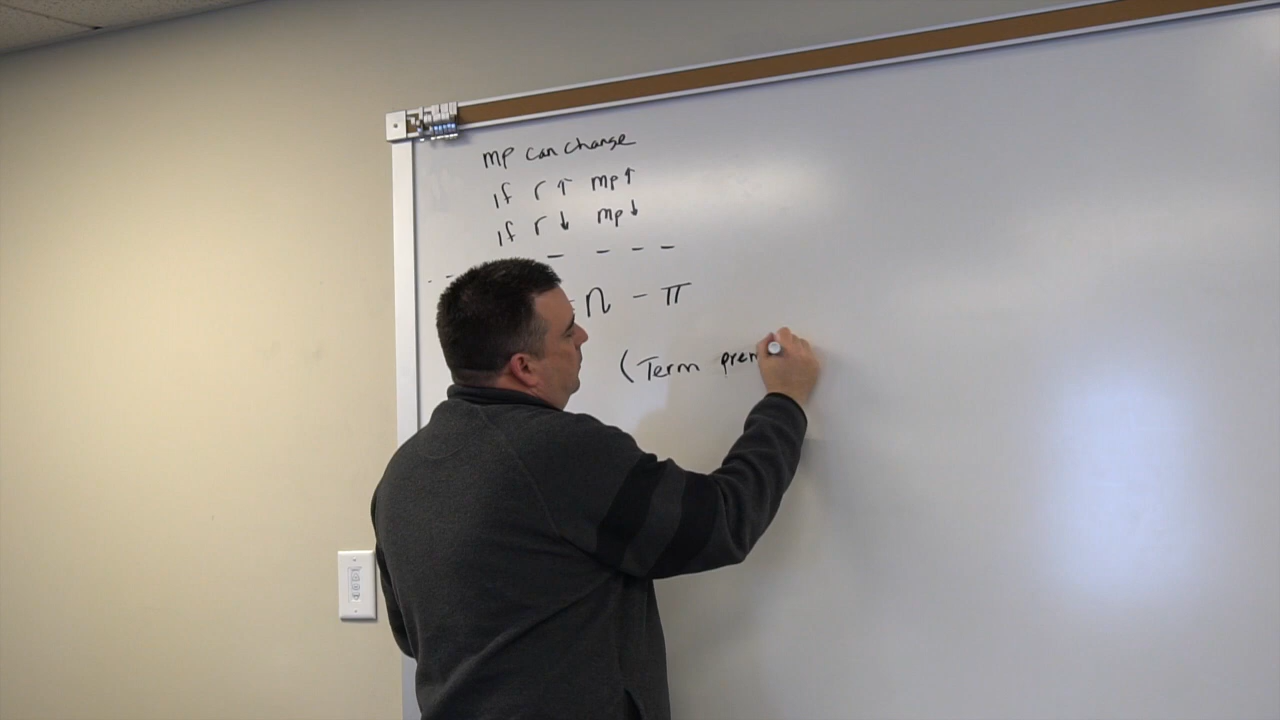 mp can change
if r ↑ mp ↑
if r ↓ mp ↓
- - - -
n - π
(Term prem